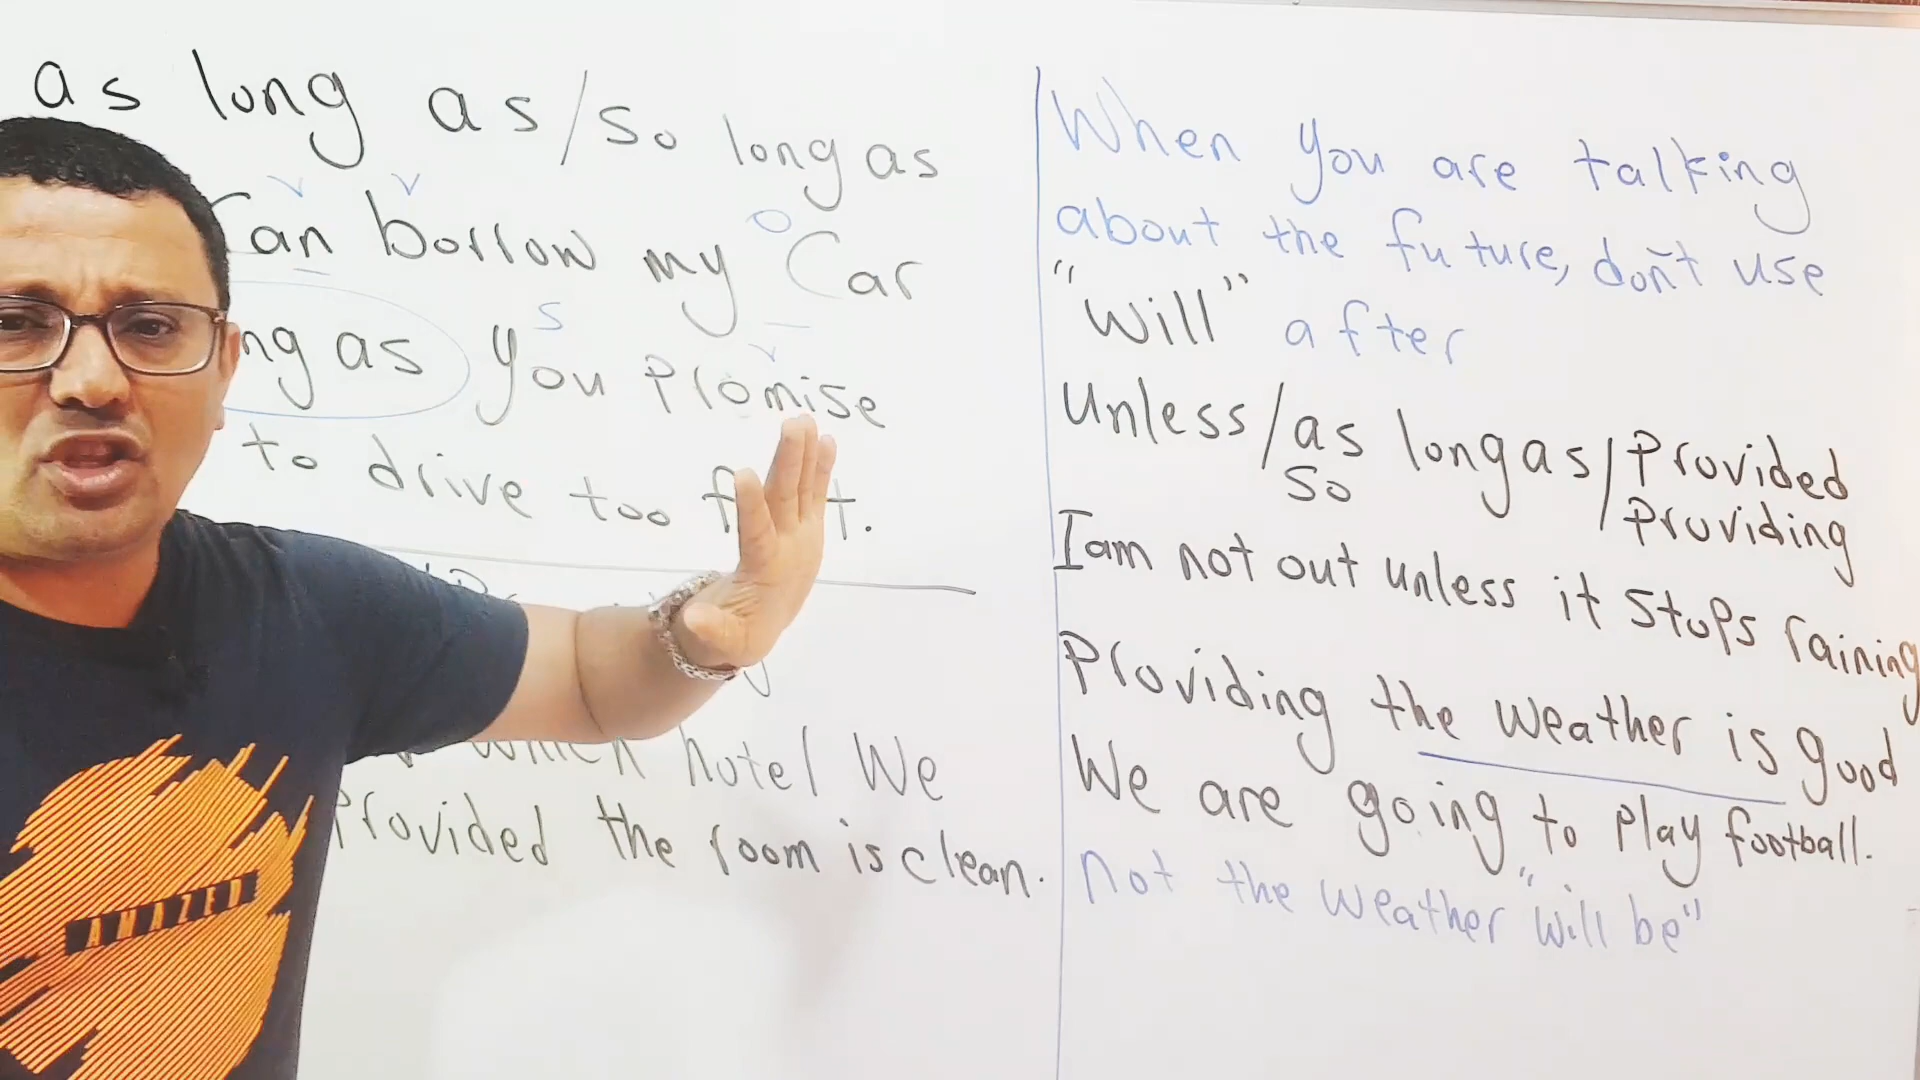 as long as/so long as
can borrow my Car
as you promise
to drive too
hotel We
provided the room is clean.
When you are talking
about the future, don't use
"will" after
Unless/as long as/Provided
so /providing
I am not out unless it stops raining
Providing the weather is good
We are going to play football.
not the weather "will be"
AMAZED